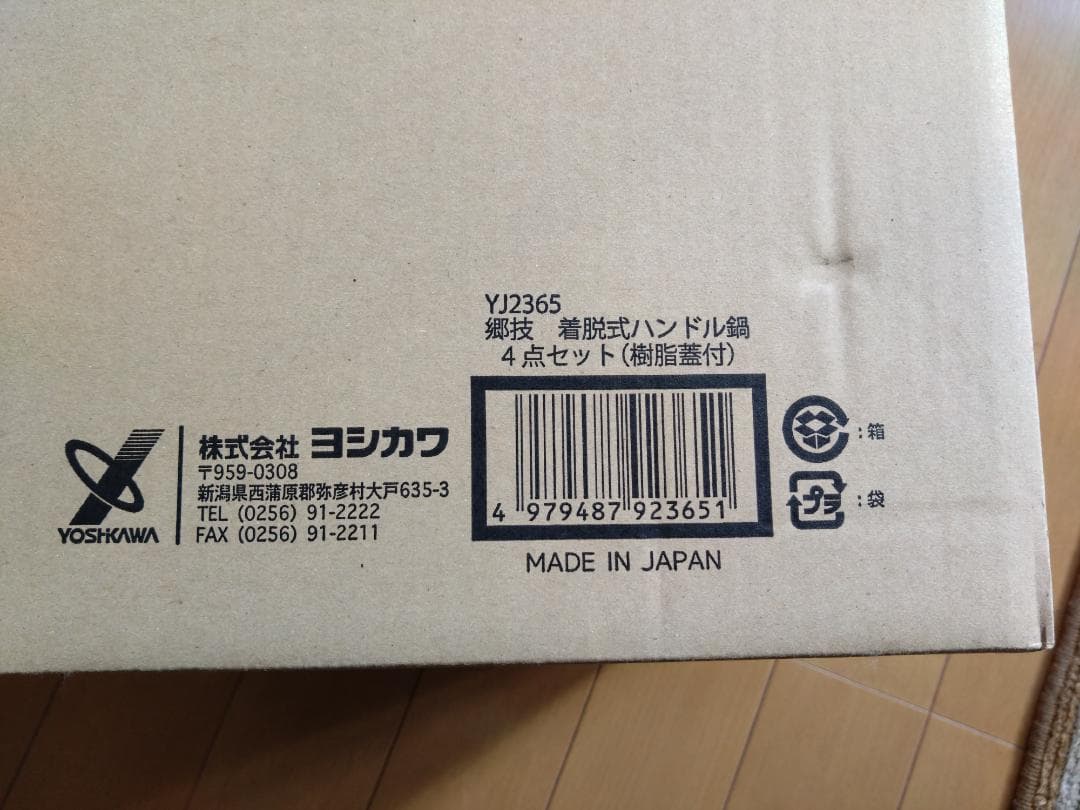 YJ2365
郷技　着脱式ハンドル鍋
４点セット（樹脂蓋付）
4 979487 923651
MADE IN JAPAN
：箱
プラ：袋
YOSHIKAWA
株式会社 ヨシカワ
〒959-0308
新潟県西蒲原郡弥彦村大戸635-3
TEL (0256) 91-2222
FAX (0256) 91-2211